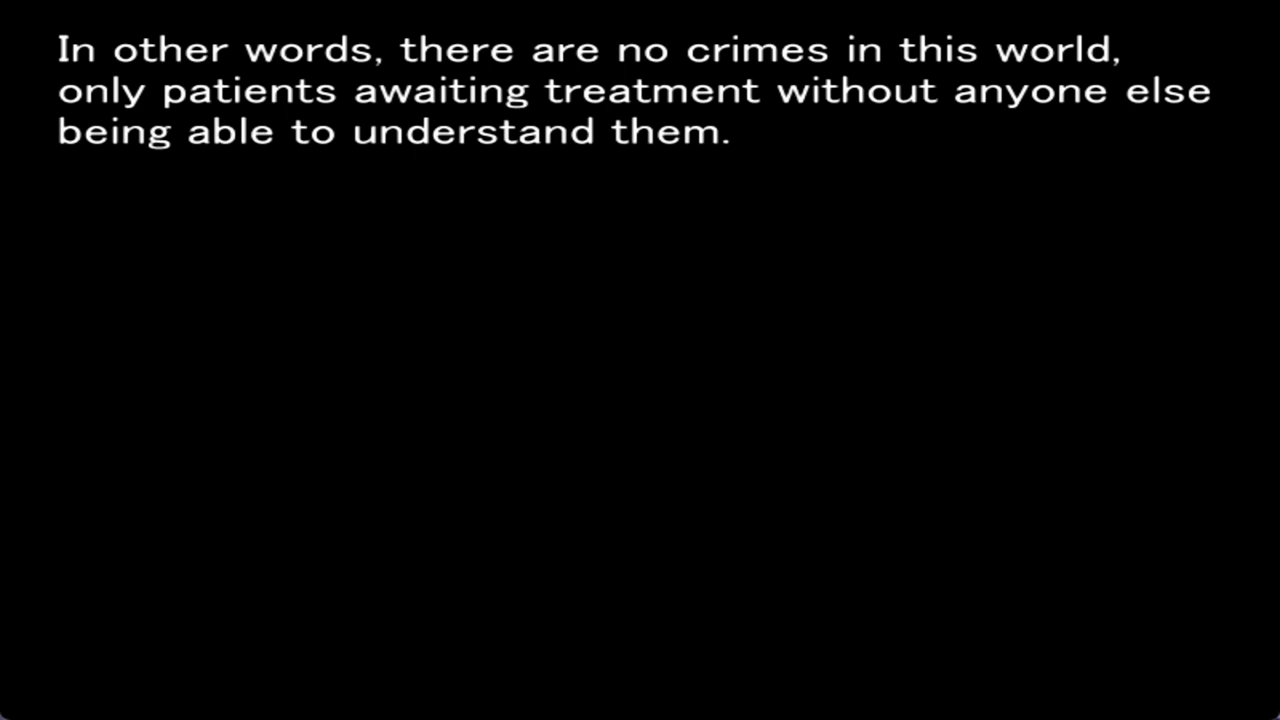 In other words, there are no crimes in this world,
only patients awaiting treatment without anyone else
being able to understand them.